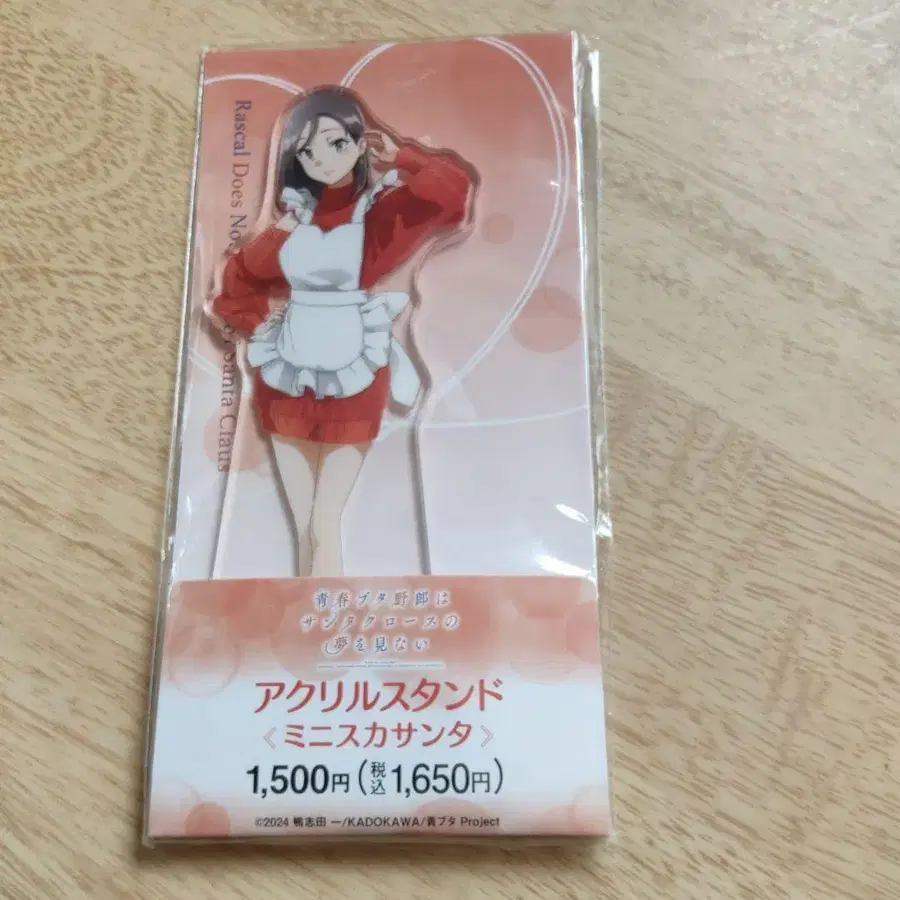 Rascal Does No
Santa Claus
青春ブタ野郎は
サンタクロースの
夢を見ない
アクリルスタンド
《ミニスカサンタ》
1,500円(税込1,650円)
©2024 鴨志田 一/KADOKAWA/青ブタ Project